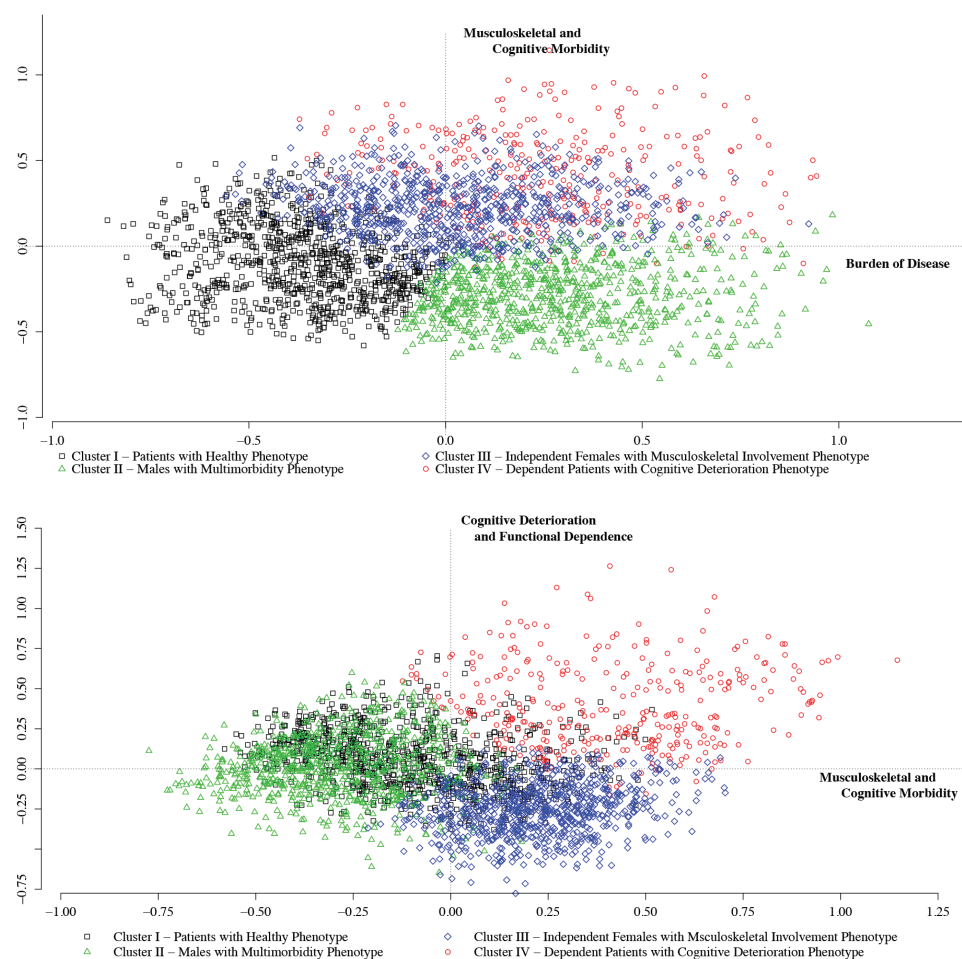 Musculoskeletal and
Cognitive Morbidity
1.0
0.5
0.0
−0.5
−1.0
Burden of Disease
−1.0 −0.5 0.0 0.5 1.0
Cluster I – Patients with Healthy Phenotype
Cluster II – Males with Multimorbidity Phenotype
Cluster III – Independent Females with Musculoskeletal Involvement Phenotype
Cluster IV – Dependent Patients with Cognitive Deterioration Phenotype
Cognitive Deterioration
and Functional Dependence
1.50
1.25
1.00
0.75
0.50
0.25
0.00
−0.25
−0.75
Musculoskeletal and
Cognitive Morbidity
−1.00 −0.75 −0.50 −0.25 0.00 0.25 0.50 0.75 1.00 1.25
Cluster I – Patients with Healthy Phenotype
Cluster II – Males with Multimorbidity Phenotype
Cluster III – Independent Females with Msculoskeletal Involvement Phenotype
Cluster IV – Dependent Patients with Cognitive Deterioration Phenotype